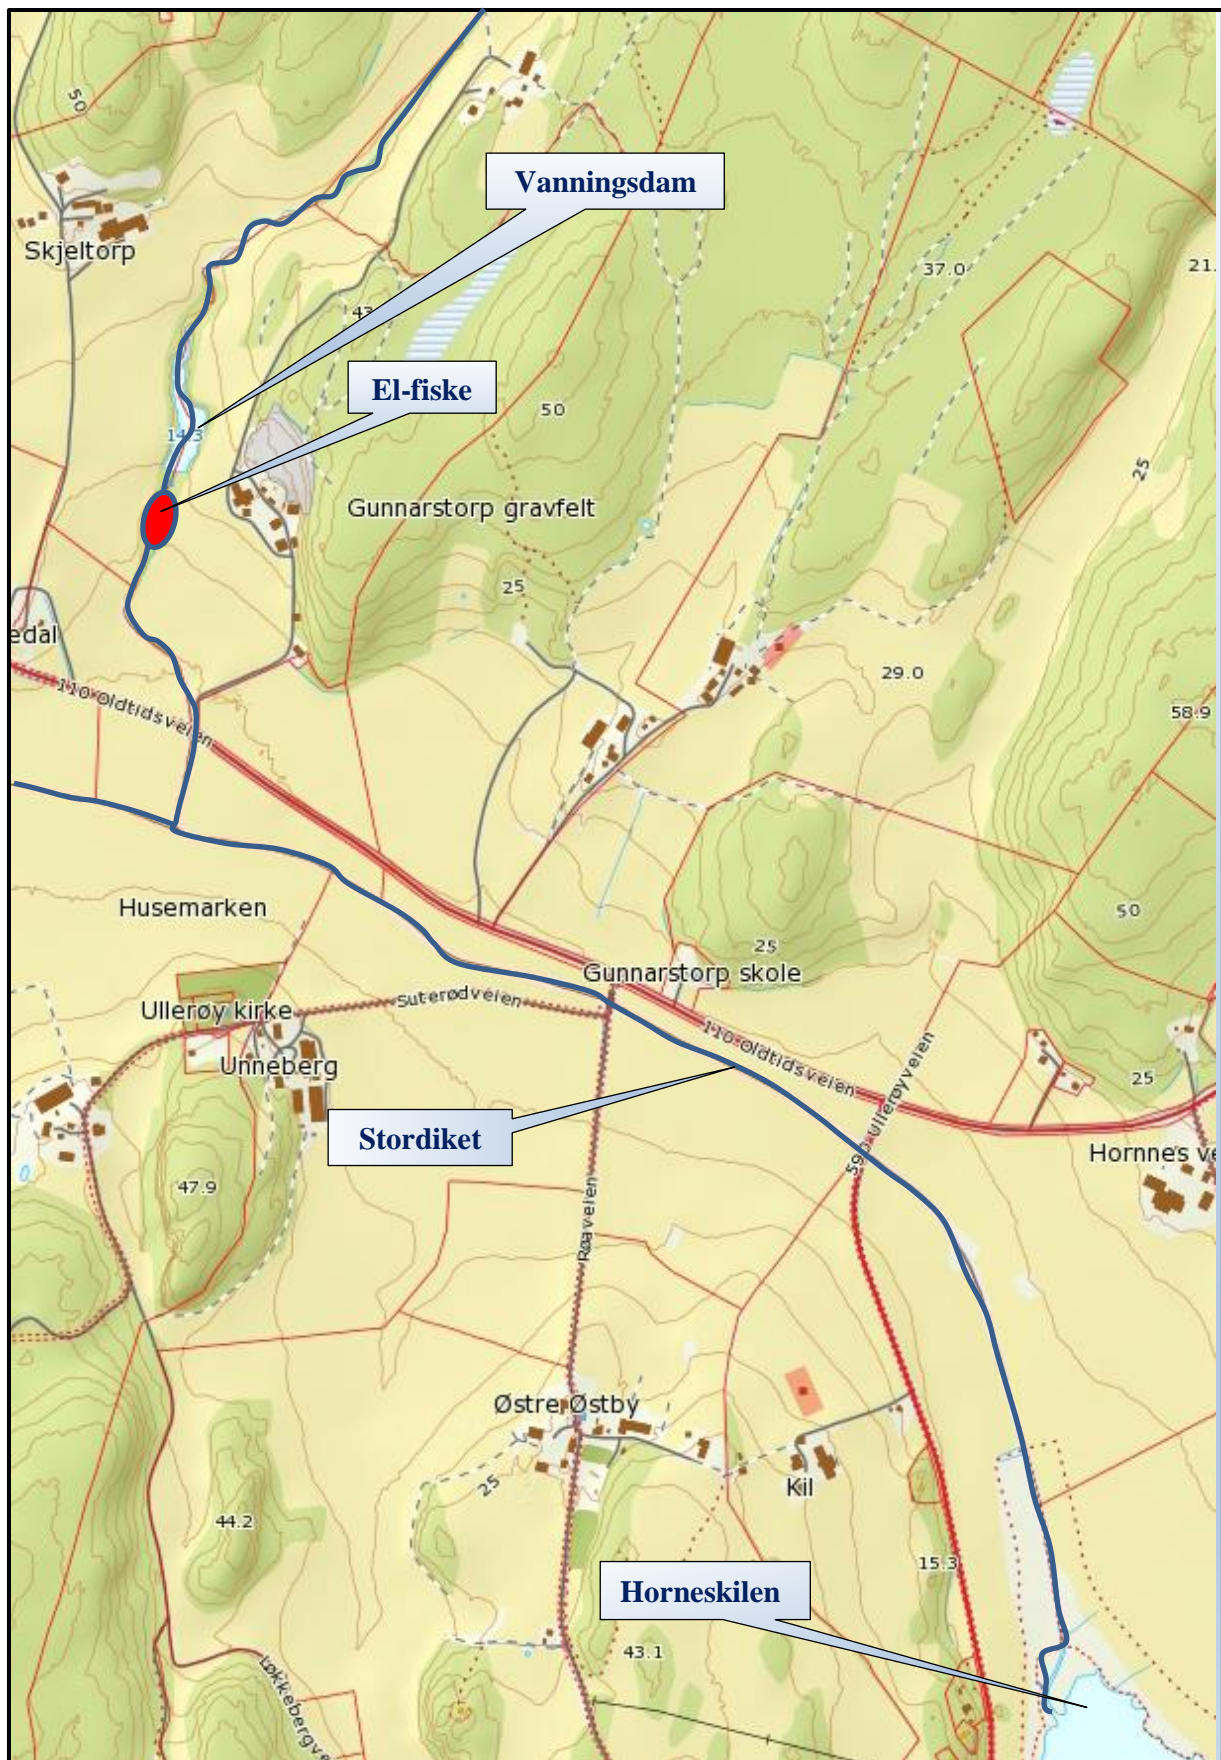 50
Vanningsdam
Skjeltorp
37.0
21.
43
El-fiske
50
14.3
25
Gunnarstorp gravfelt
25
edal
29.0
110 Oldtidsveien
58.9
Husemarken
50
25
Gunnarstorp skole
Suterødveien
Ullerøy kirke
110 Oldtidsveien
Unneberg
25
Stordiket
593 Ullerøyveien
Hornnes ve
47.9
Røaveien
Østre Østby
25
Kil
44.2
15.3
Horneskilen
43.1
Løkkebergve